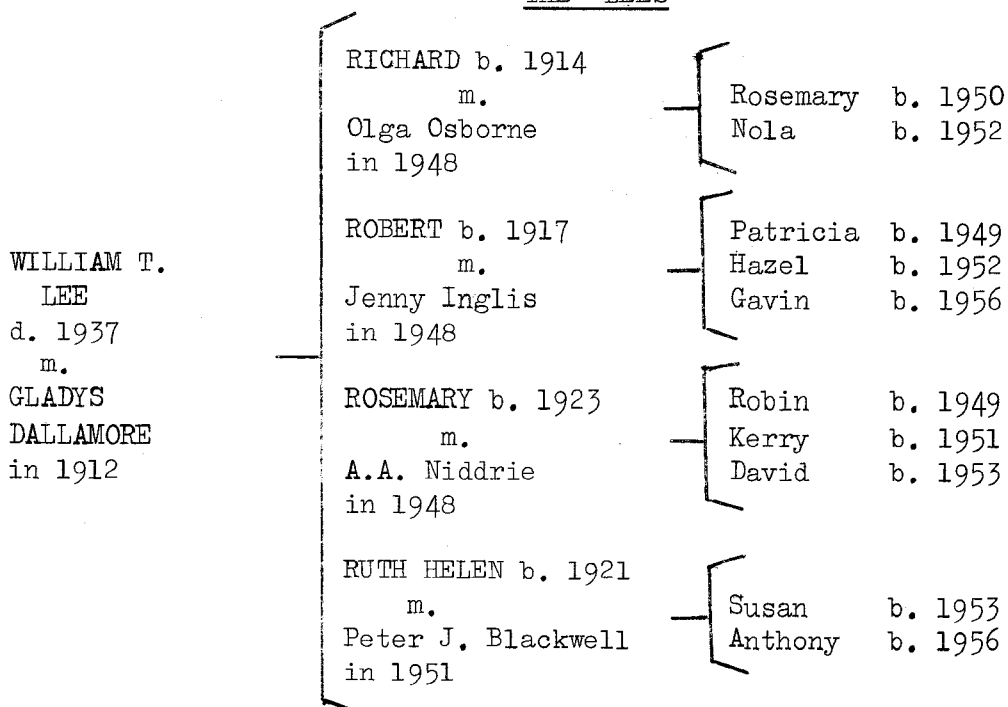 WILLIAM T.
LEE
d. 1937
m.
GLADYS
DALLAMORE
in 1912
RICHARD b. 1914
m.
Olga Osborne
in 1948
Rosemary b. 1950
Nola b. 1952
ROBERT b. 1917
m.
Jenny Inglis
in 1948
Patricia b. 1949
Hazel b. 1952
Gavin b. 1956
ROSEMARY b. 1923
m.
A.A. Niddrie
in 1948
Robin b. 1949
Kerry b. 1951
David b. 1953
RUTH HELEN b. 1921
m.
Peter J. Blackwell
in 1951
Susan b. 1953
Anthony b. 1956